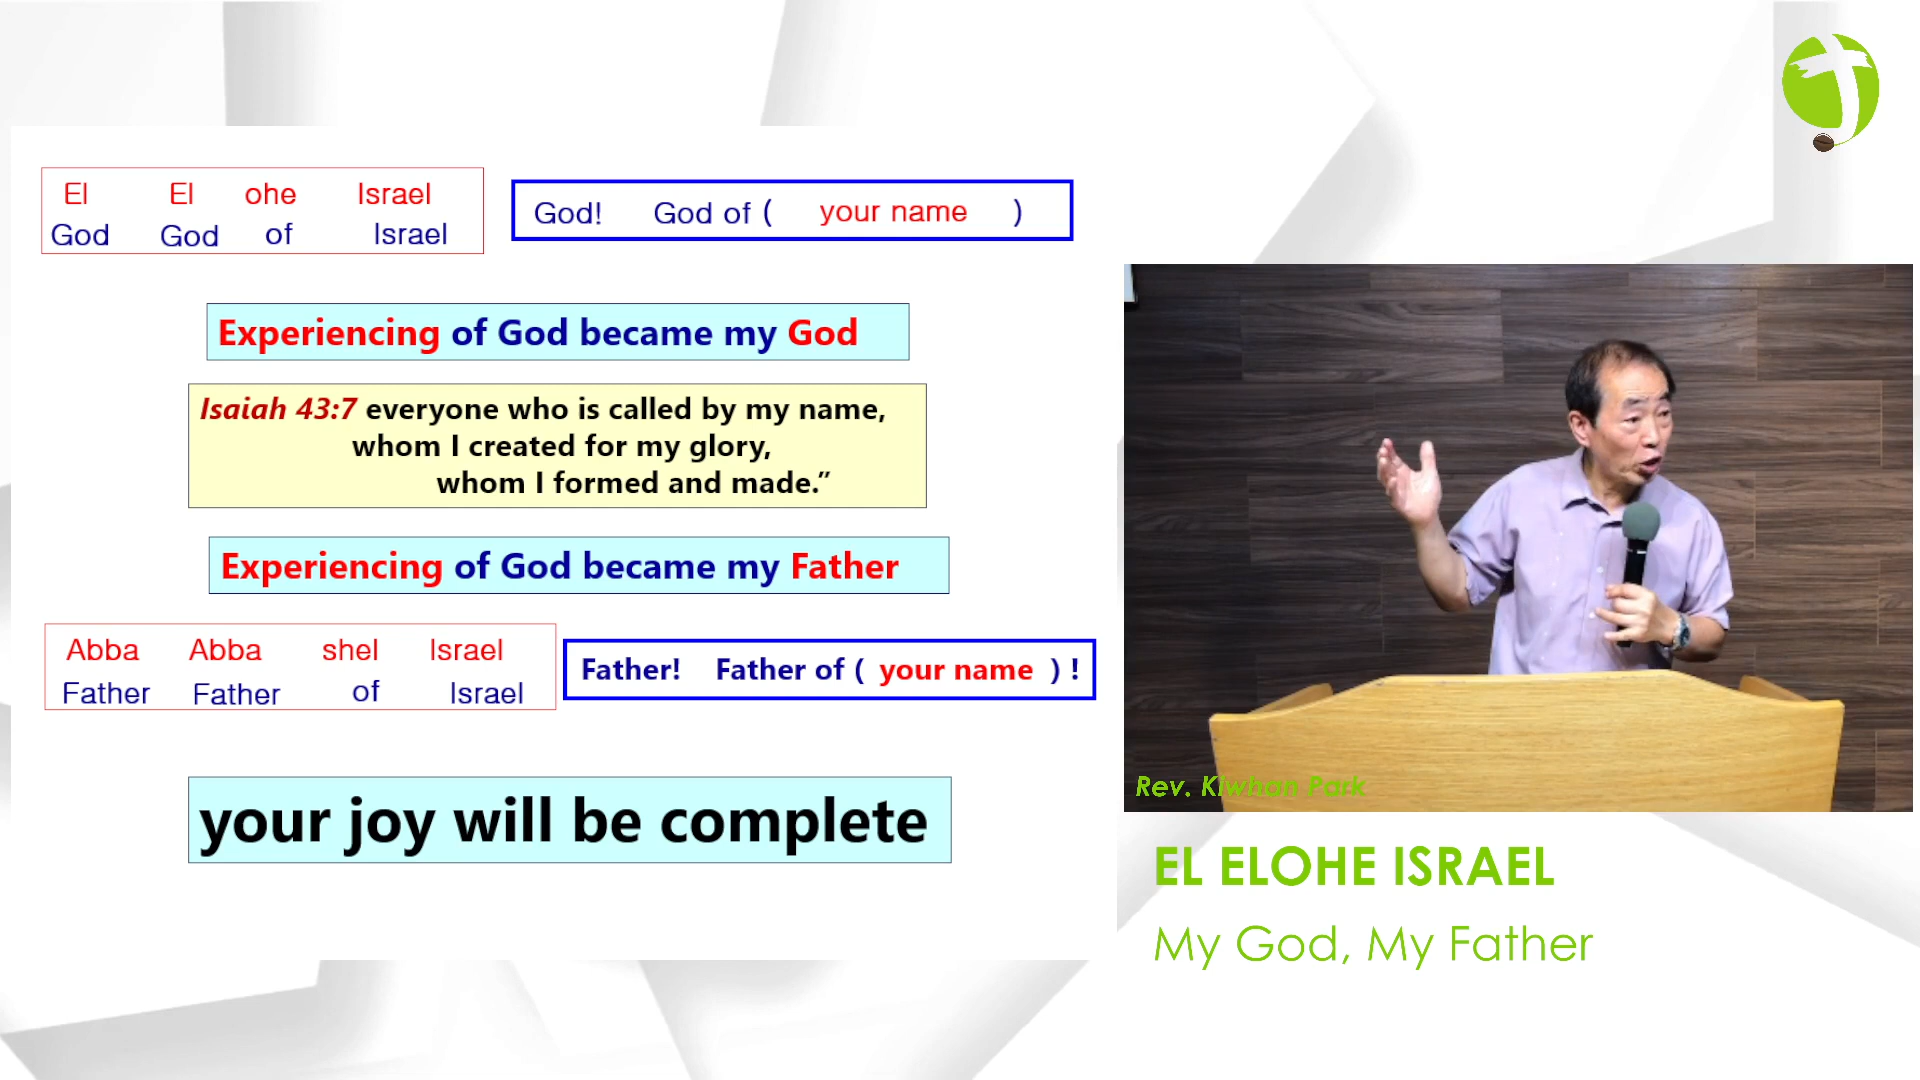 El El ohe Israel
God God of Israel
God! God of ( your name )
Experiencing of God became my God
Isaiah 43:7 everyone who is called by my name,
whom I created for my glory,
whom I formed and made.”
Experiencing of God became my Father
Abba Abba shel Israel
Father Father of Israel
Father! Father of ( your name ) !
your joy will be complete
Rev. Kiwhan Park
EL ELOHE ISRAEL
My God, My Father